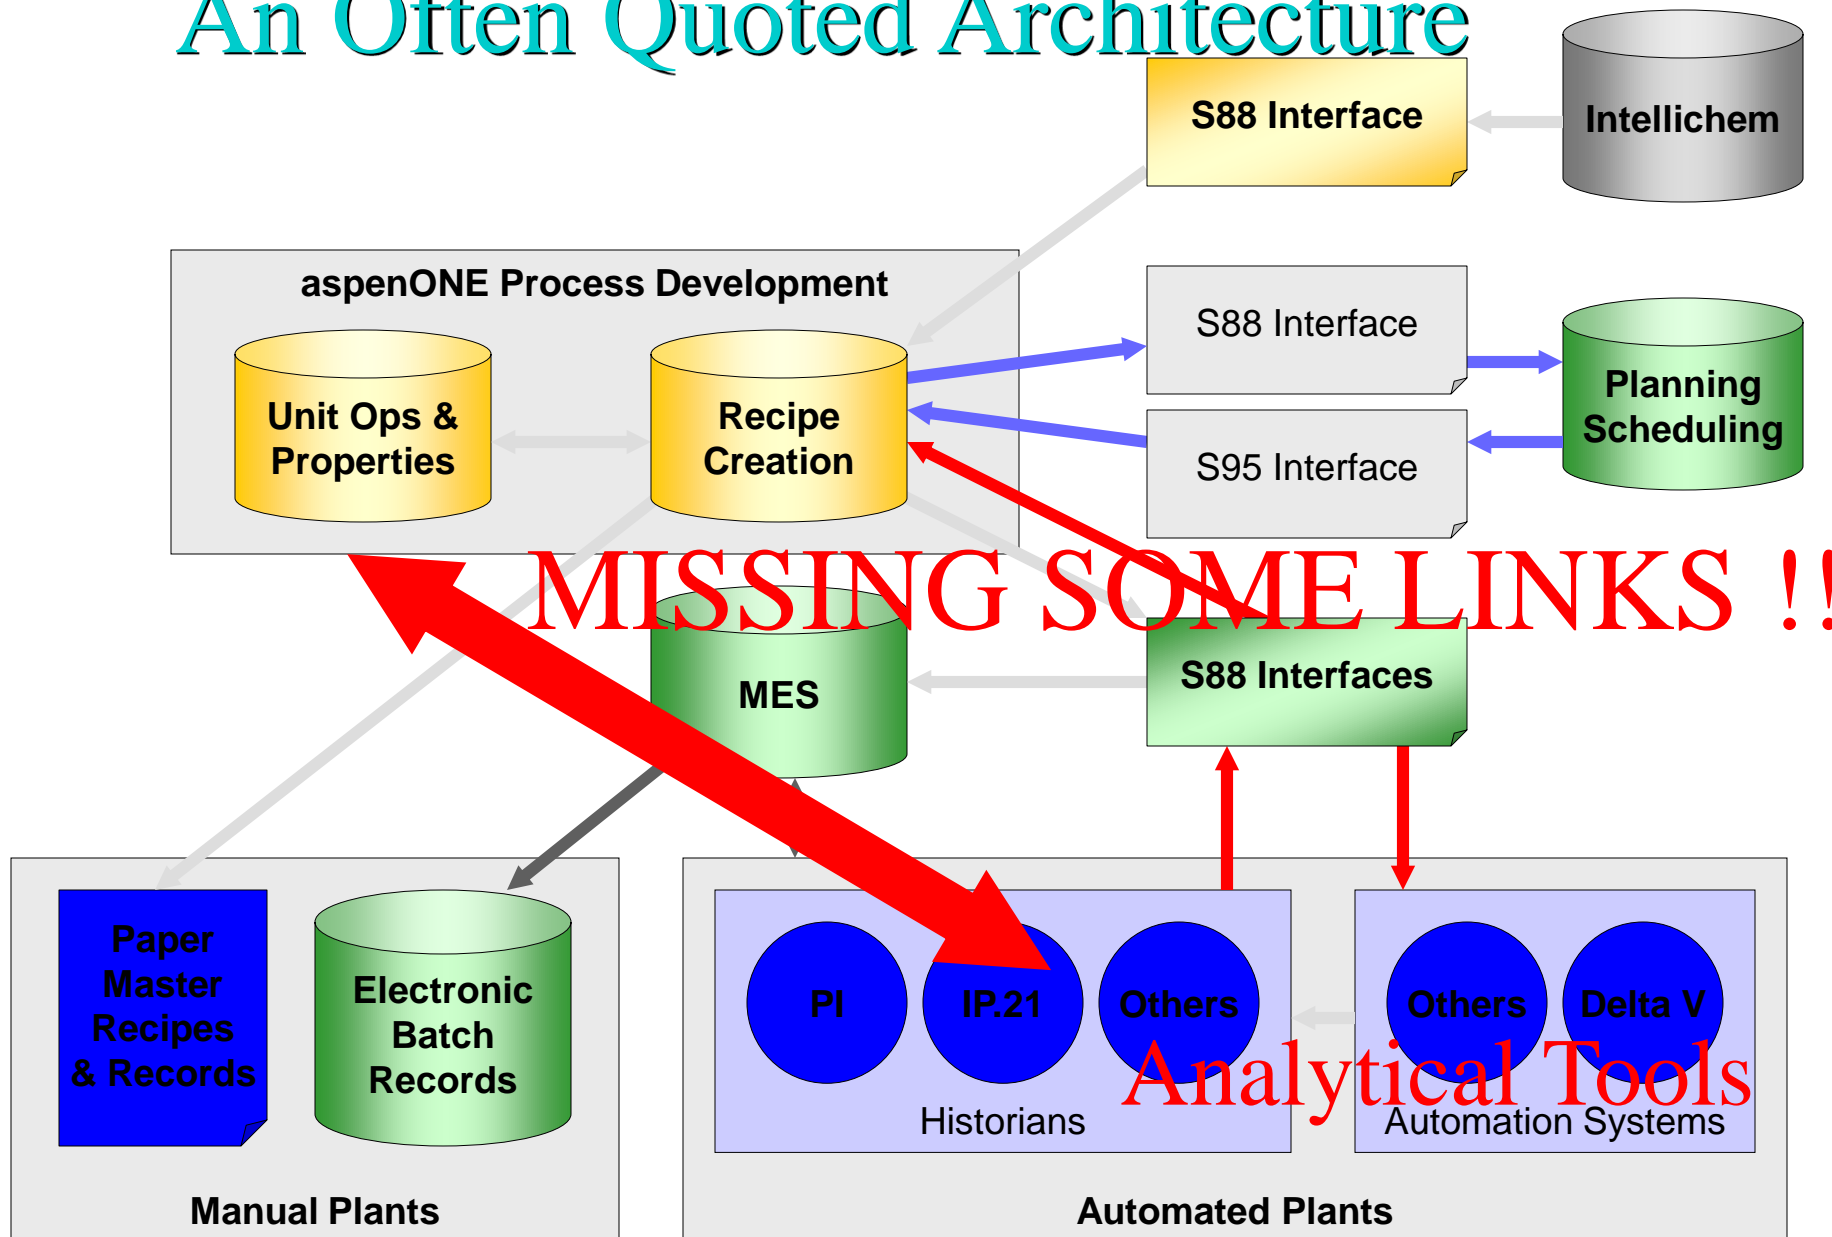 An Often Quoted Architecture
S88 Interface
Intellichem
aspenONE Process Development
S88 Interface
Unit Ops &
Properties
Recipe
Creation
Planning
Scheduling
S95 Interface
MISSING SOME LINKS !!
MES
S88 Interfaces
Paper
Master
Recipes
& Records
Electronic
Batch
Records
PI
IP.21
Others
Others
Delta V
Analytical Tools
Historians
Automation Systems
Manual Plants
Automated Plants